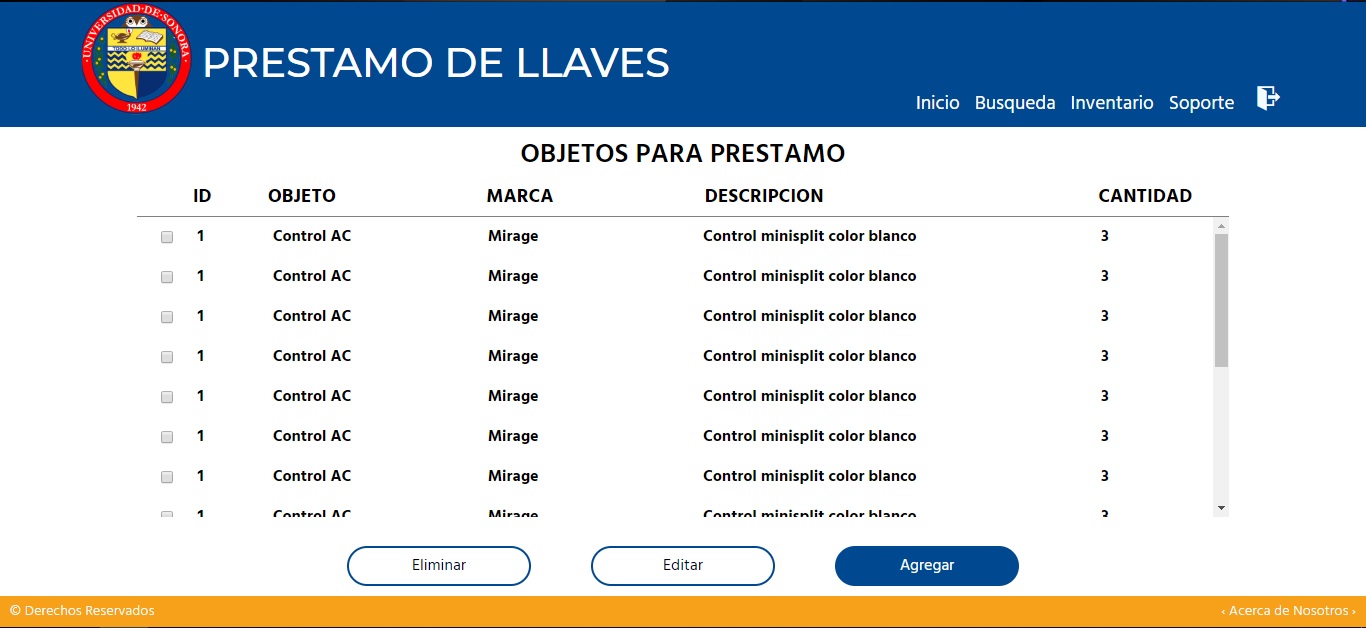 UNIVERSIDAD·DE·SONORA
TODO LO ILUMINAN
1942
PRESTAMO DE LLAVES
Inicio Busqueda Inventario Soporte
OBJETOS PARA PRESTAMO
ID OBJETO MARCA DESCRIPCION CANTIDAD
1 Control AC Mirage Control minisplit color blanco 3
1 Control AC Mirage Control minisplit color blanco 3
1 Control AC Mirage Control minisplit color blanco 3
1 Control AC Mirage Control minisplit color blanco 3
1 Control AC Mirage Control minisplit color blanco 3
1 Control AC Mirage Control minisplit color blanco 3
1 Control AC Mirage Control minisplit color blanco 3
1 Control AC Mirage Control minisplit color blanco 3
Eliminar Editar Agregar
© Derechos Reservados ‹ Acerca de Nosotros ›